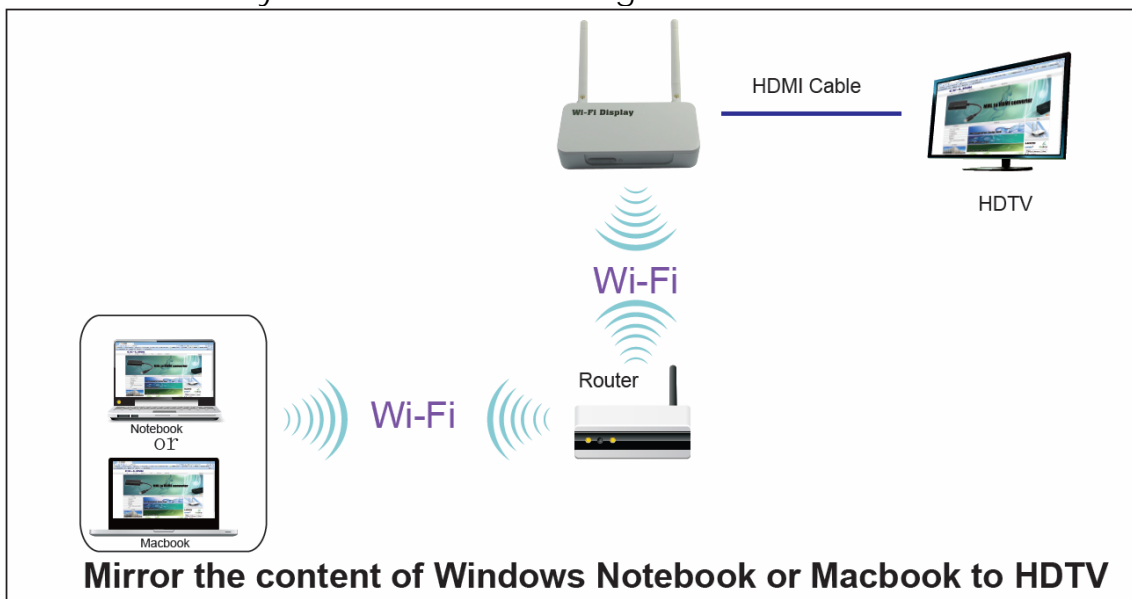 Wi-Fi Display
HDMI Cable
HDTV
Wi-Fi
Router
Wi-Fi
Notebook
or
Macbook
Mirror the content of Windows Notebook or Macbook to HDTV